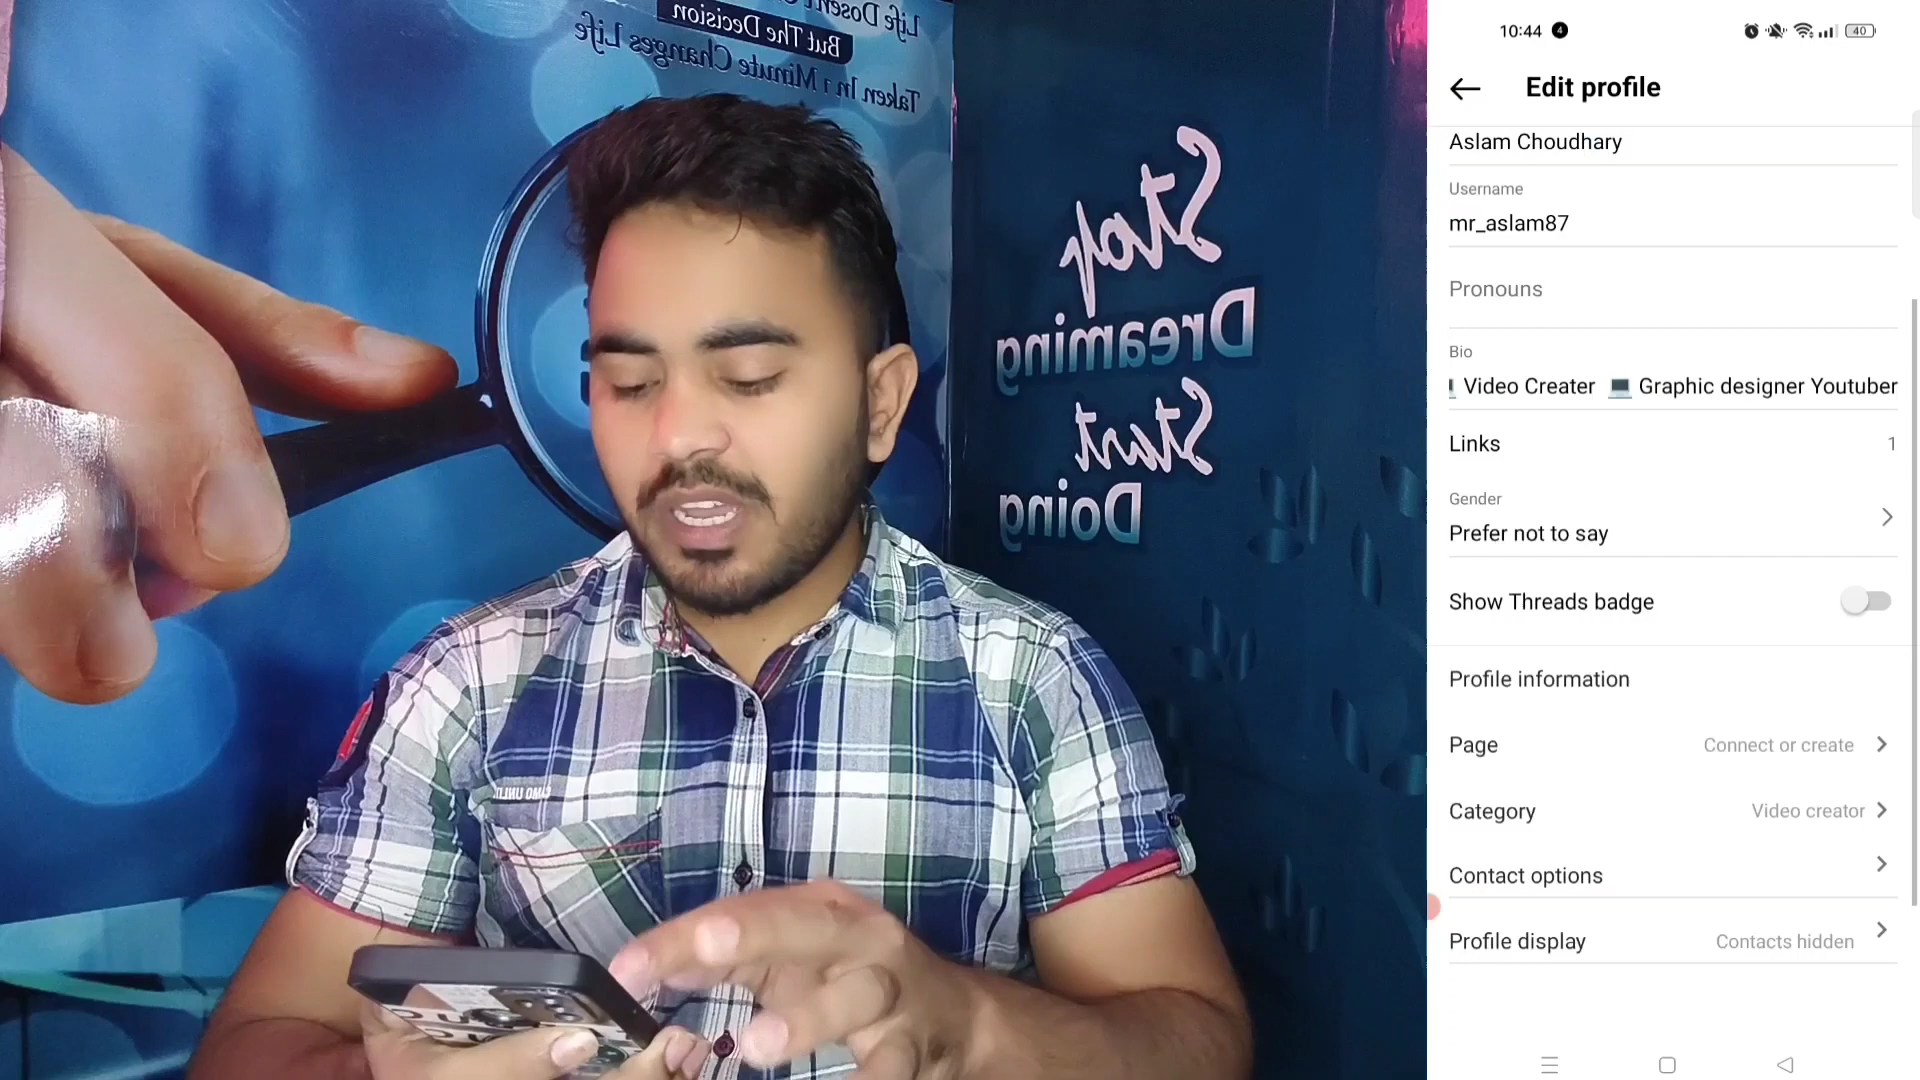 Life Dosent
But The Decision
Taken In 1 Minute Changes Life
Stop
Dreaming
Start
Doing
10:44
4
40
Edit profile
Aslam Choudhary
Username
mr_aslam87
Pronouns
Bio
Video Creater 💻 Graphic designer Youtuber
Links 1
Gender
Prefer not to say
Show Threads badge
Profile information
Page Connect or create
Category Video creator
Contact options
Profile display Contacts hidden